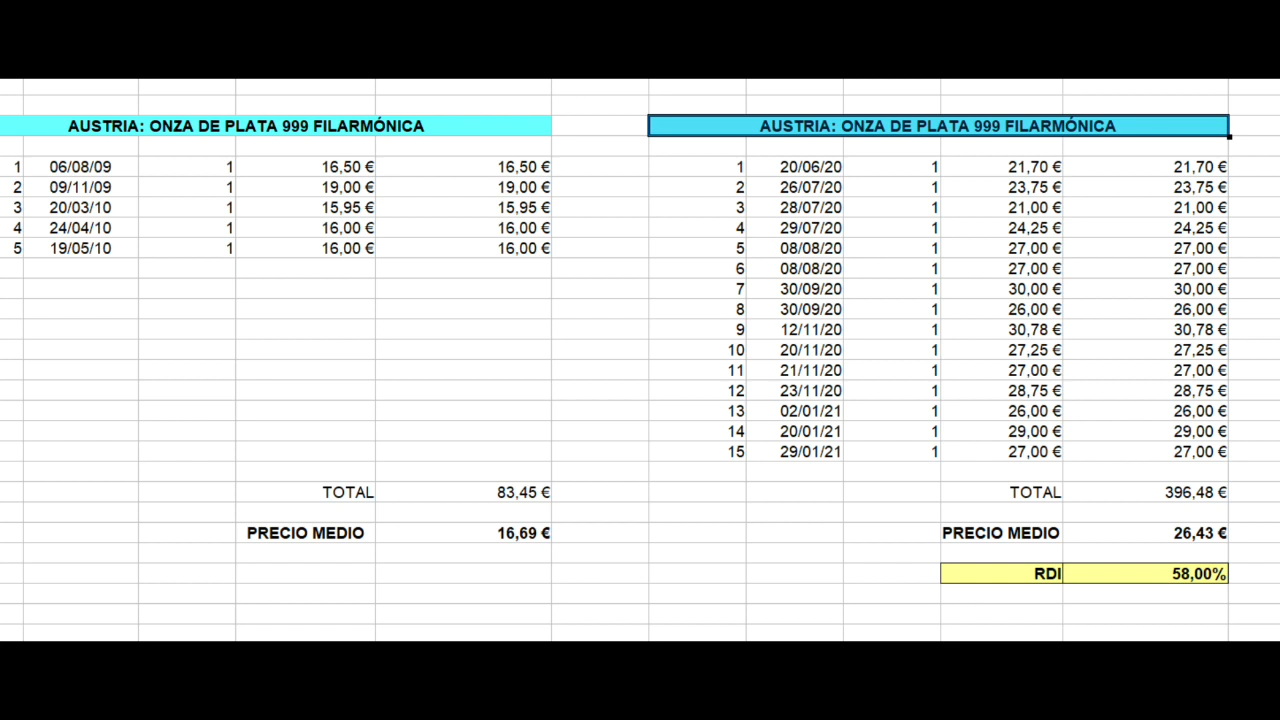 AUSTRIA: ONZA DE PLATA 999 FILARMÓNICA
1 06/08/09 1 16,50 € 16,50 €
2 09/11/09 1 19,00 € 19,00 €
3 20/03/10 1 15,95 € 15,95 €
4 24/04/10 1 16,00 € 16,00 €
5 19/05/10 1 16,00 € 16,00 €
TOTAL 83,45 €
PRECIO MEDIO 16,69 €
AUSTRIA: ONZA DE PLATA 999 FILARMÓNICA
1 20/06/20 1 21,70 € 21,70 €
2 26/07/20 1 23,75 € 23,75 €
3 28/07/20 1 21,00 € 21,00 €
4 29/07/20 1 24,25 € 24,25 €
5 08/08/20 1 27,00 € 27,00 €
6 08/08/20 1 27,00 € 27,00 €
7 30/09/20 1 30,00 € 30,00 €
8 30/09/20 1 26,00 € 26,00 €
9 12/11/20 1 30,78 € 30,78 €
10 20/11/20 1 27,25 € 27,25 €
11 21/11/20 1 27,00 € 27,00 €
12 23/11/20 1 28,75 € 28,75 €
13 02/01/21 1 26,00 € 26,00 €
14 20/01/21 1 29,00 € 29,00 €
15 29/01/21 1 27,00 € 27,00 €
TOTAL 396,48 €
PRECIO MEDIO 26,43 €
RDI 58,00%